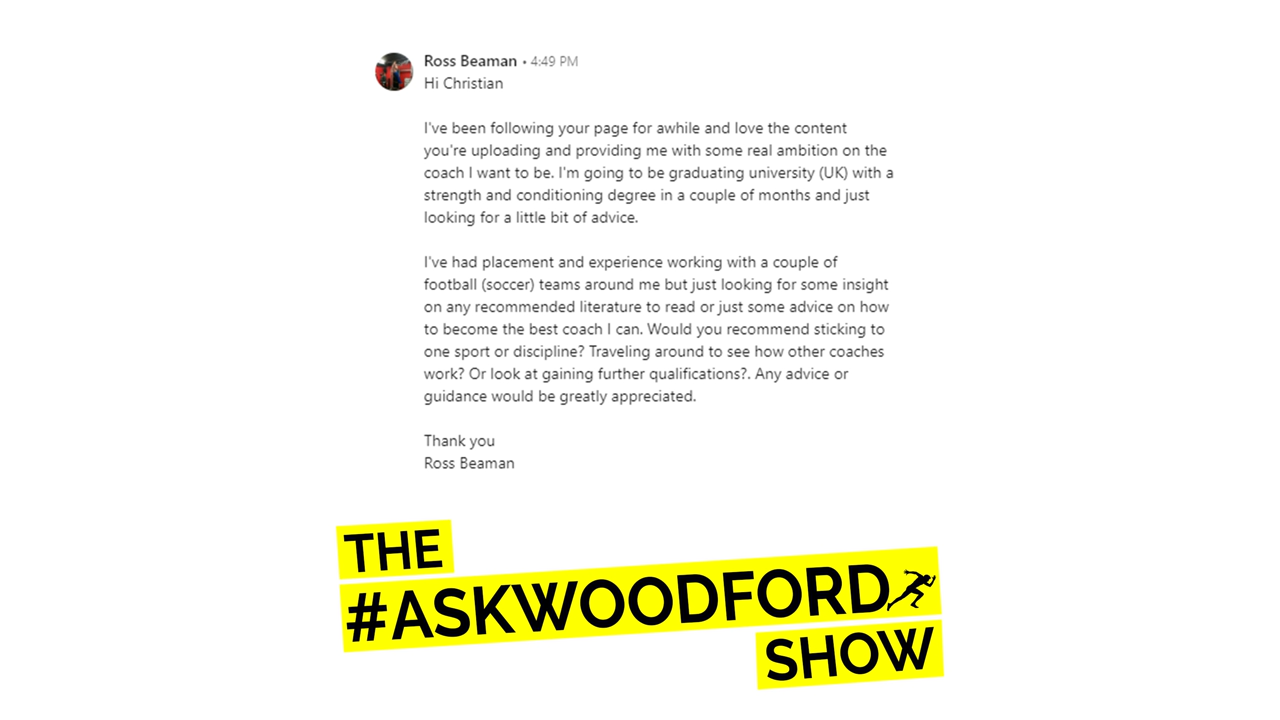 Ross Beaman • 4:49 PM
Hi Christian
I've been following your page for awhile and love the content
you're uploading and providing me with some real ambition on the
coach I want to be. I'm going to be graduating university (UK) with a
strength and conditioning degree in a couple of months and just
looking for a little bit of advice.
I've had placement and experience working with a couple of
football (soccer) teams around me but just looking for some insight
on any recommended literature to read or just some advice on how
to become the best coach I can. Would you recommend sticking to
one sport or discipline? Traveling around to see how other coaches
work? Or look at gaining further qualifications?. Any advice or
guidance would be greatly appreciated.
Thank you
Ross Beaman
THE
#ASKWOODFORD
SHOW